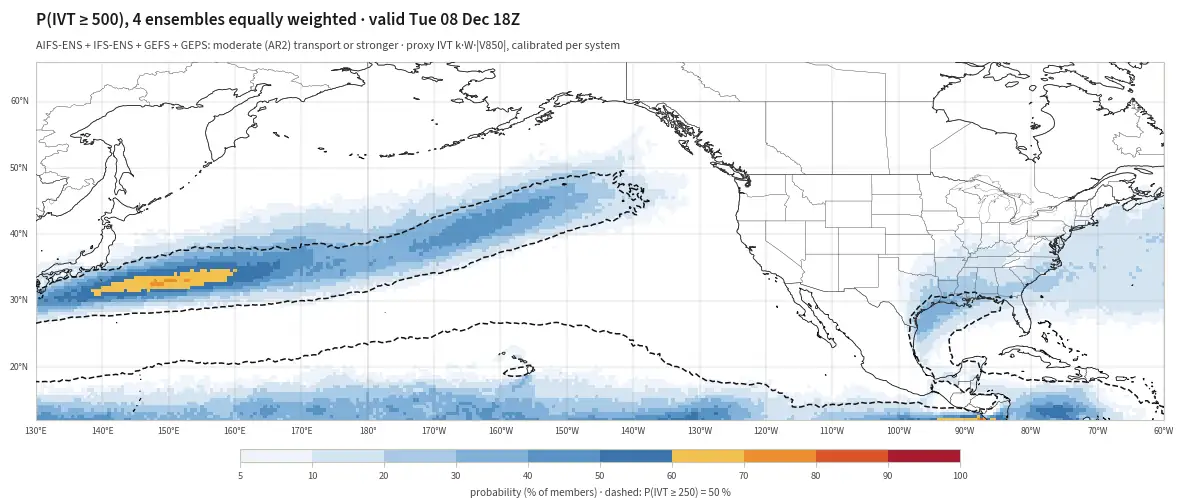 P(IVT ≥ 500), 4 ensembles equally weighted · valid Tue 08 Dec 18Z
AIFS-ENS + IFS-ENS + GEFS + GEPS: moderate (AR2) transport or stronger · proxy IVT k·W·|V850|, calibrated per system
60°N
50°N
40°N
30°N
20°N
130°E 140°E 150°E 160°E 170°E 180° 170°W 160°W 150°W 140°W 130°W 120°W 110°W 100°W 90°W 80°W 70°W 60°W
5 10 20 30 40 50 60 70 80 90 100
probability (% of members) · dashed: P(IVT ≥ 250) = 50 %